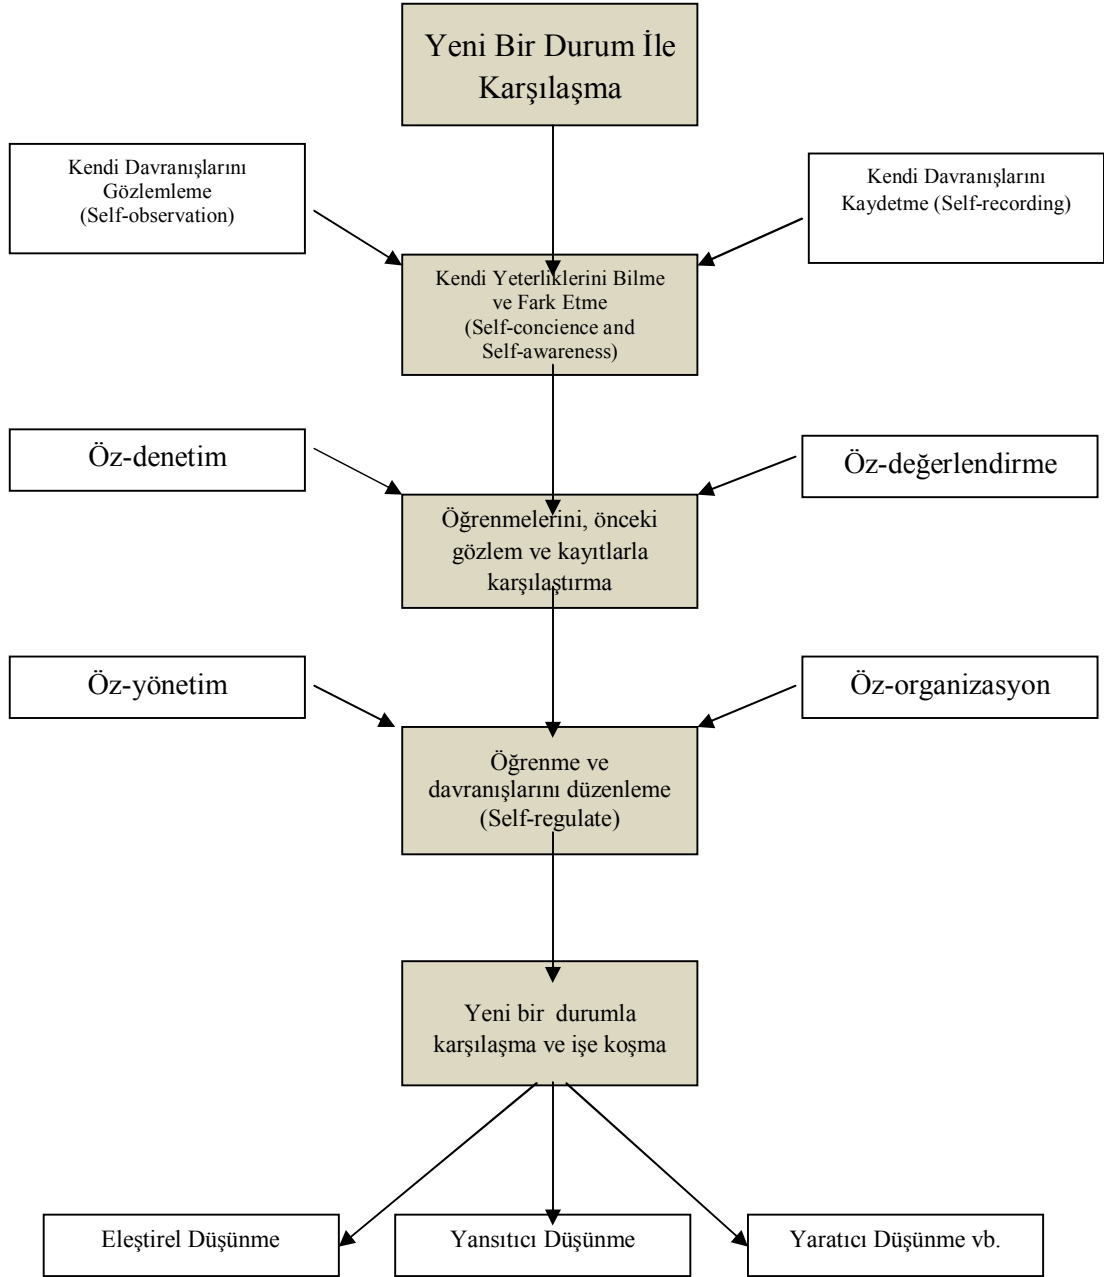 Yeni Bir Durum İle
Karşılaşma
Kendi Davranışlarını
Gözlemleme
(Self-observation)
Kendi Davranışlarını
Kaydetme (Self-recording)
Kendi Yeterliklerini Bilme
ve Fark Etme
(Self-concience and
Self-awareness)
Öz-denetim
Öz-değerlendirme
Öğrenmelerini, önceki
gözlem ve kayıtlarla
karşılaştırma
Öz-yönetim
Öz-organizasyon
Öğrenme ve
davranışlarını düzenleme
(Self-regulate)
Yeni bir durumla
karşılaşma ve işe koşma
Eleştirel Düşünme
Yansıtıcı Düşünme
Yaratıcı Düşünme vb.